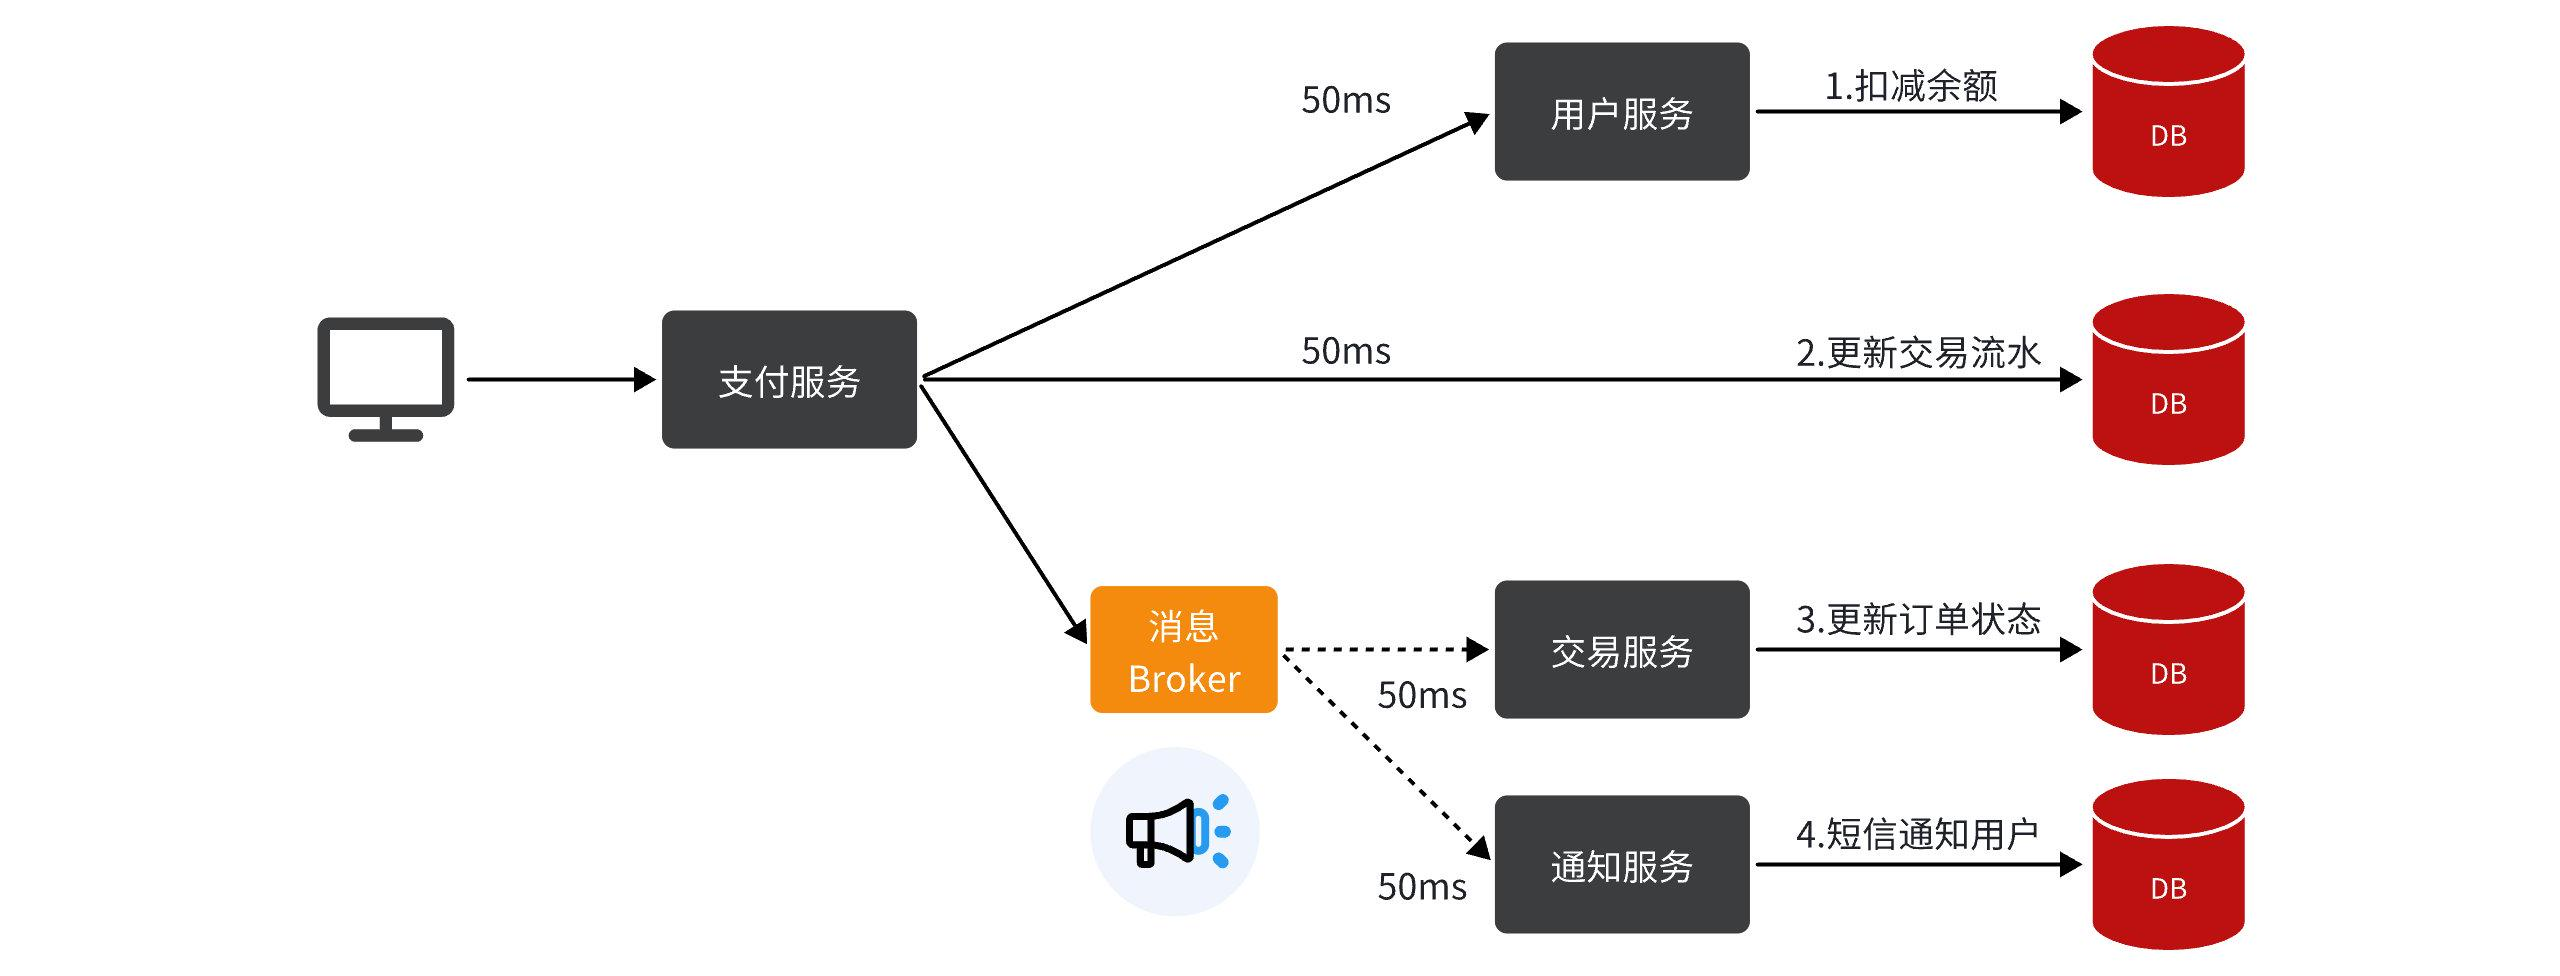 50ms
用户服务
1.扣减余额
DB
支付服务
50ms
2.更新交易流水
DB
消息
Broker
50ms
交易服务
3.更新订单状态
DB
50ms
通知服务
4.短信通知用户
DB